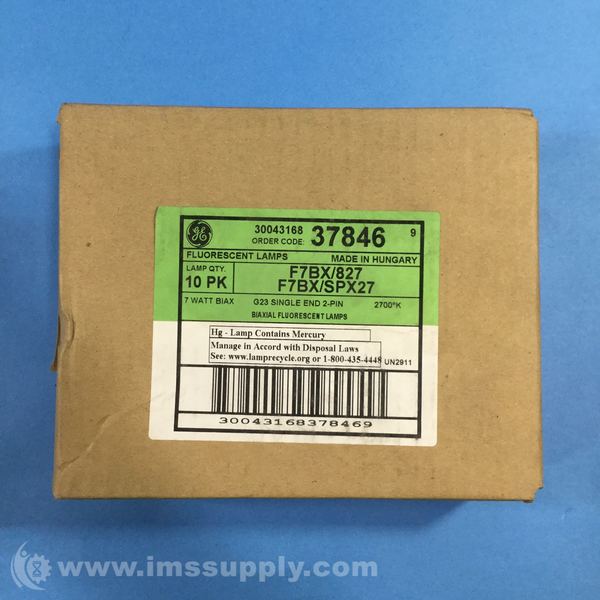 GE
30043168
ORDER CODE: 37846 9
FLUORESCENT LAMPS MADE IN HUNGARY
LAMP QTY. 10 PK
F7BX/827
F7BX/SPX27
7 WATT BIAX G23 SINGLE END 2-PIN 2700°K
BIAXIAL FLUORESCENT LAMPS
Hg - Lamp Contains Mercury
Manage in Accord with Disposal Laws
See: www.lamprecycle.org or 1-800-435-4448 UN2911
30043168378469
www.imssupply.com